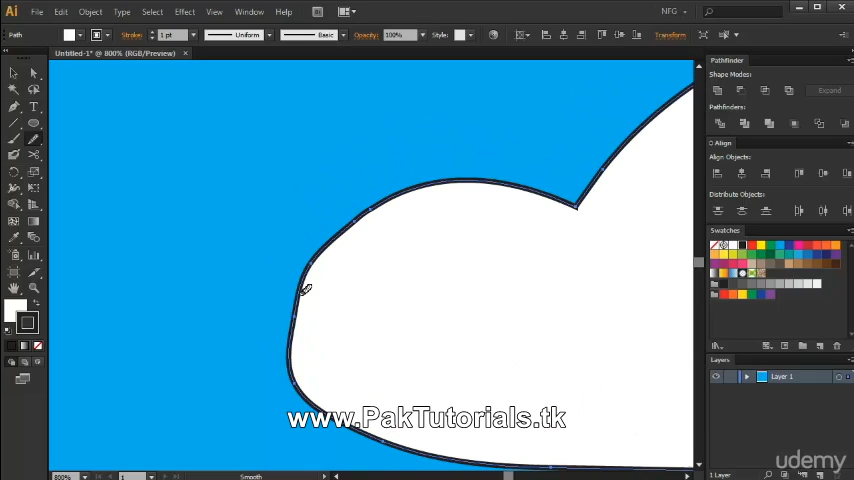 Ai File Edit Object Type Select Effect View Window Help Br NFG
Path Stroke: 1 pt Uniform Basic Opacity: 100% Style: Transform
Untitled-1* @ 800% (RGB/Preview) ×
Pathfinder
Shape Modes:
Expand
Pathfinders:
Align
Align Objects:
Distribute Objects:
Swatches
Layers
Layer 1
www.PakTutorials.tk
1 Layer
800% 1 Smooth
udemy